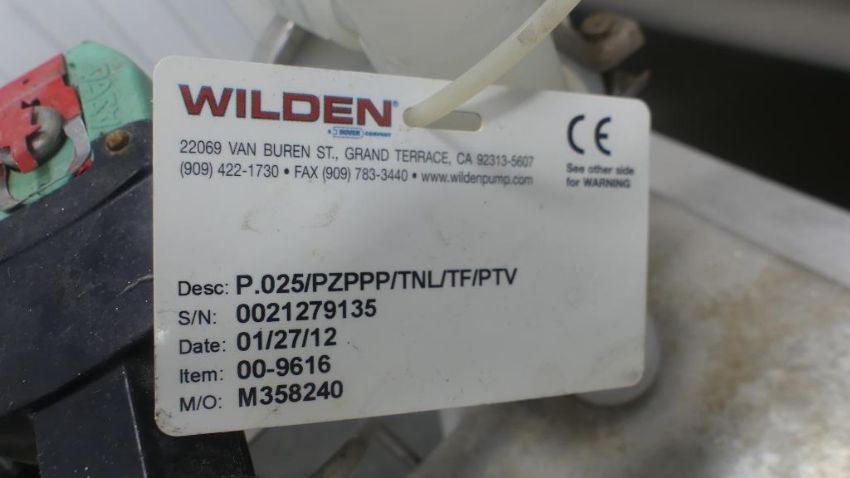 WILDEN®
A DOVER COMPANY
22069 VAN BUREN ST., GRAND TERRACE, CA 92313-5607
(909) 422-1730 • FAX (909) 783-3440 • www.wildenpump.com
CE
See other side
for WARNING
Desc: P.025/PZPPP/TNL/TF/PTV
S/N: 0021279135
Date: 01/27/12
Item: 00-9616
M/O: M358240